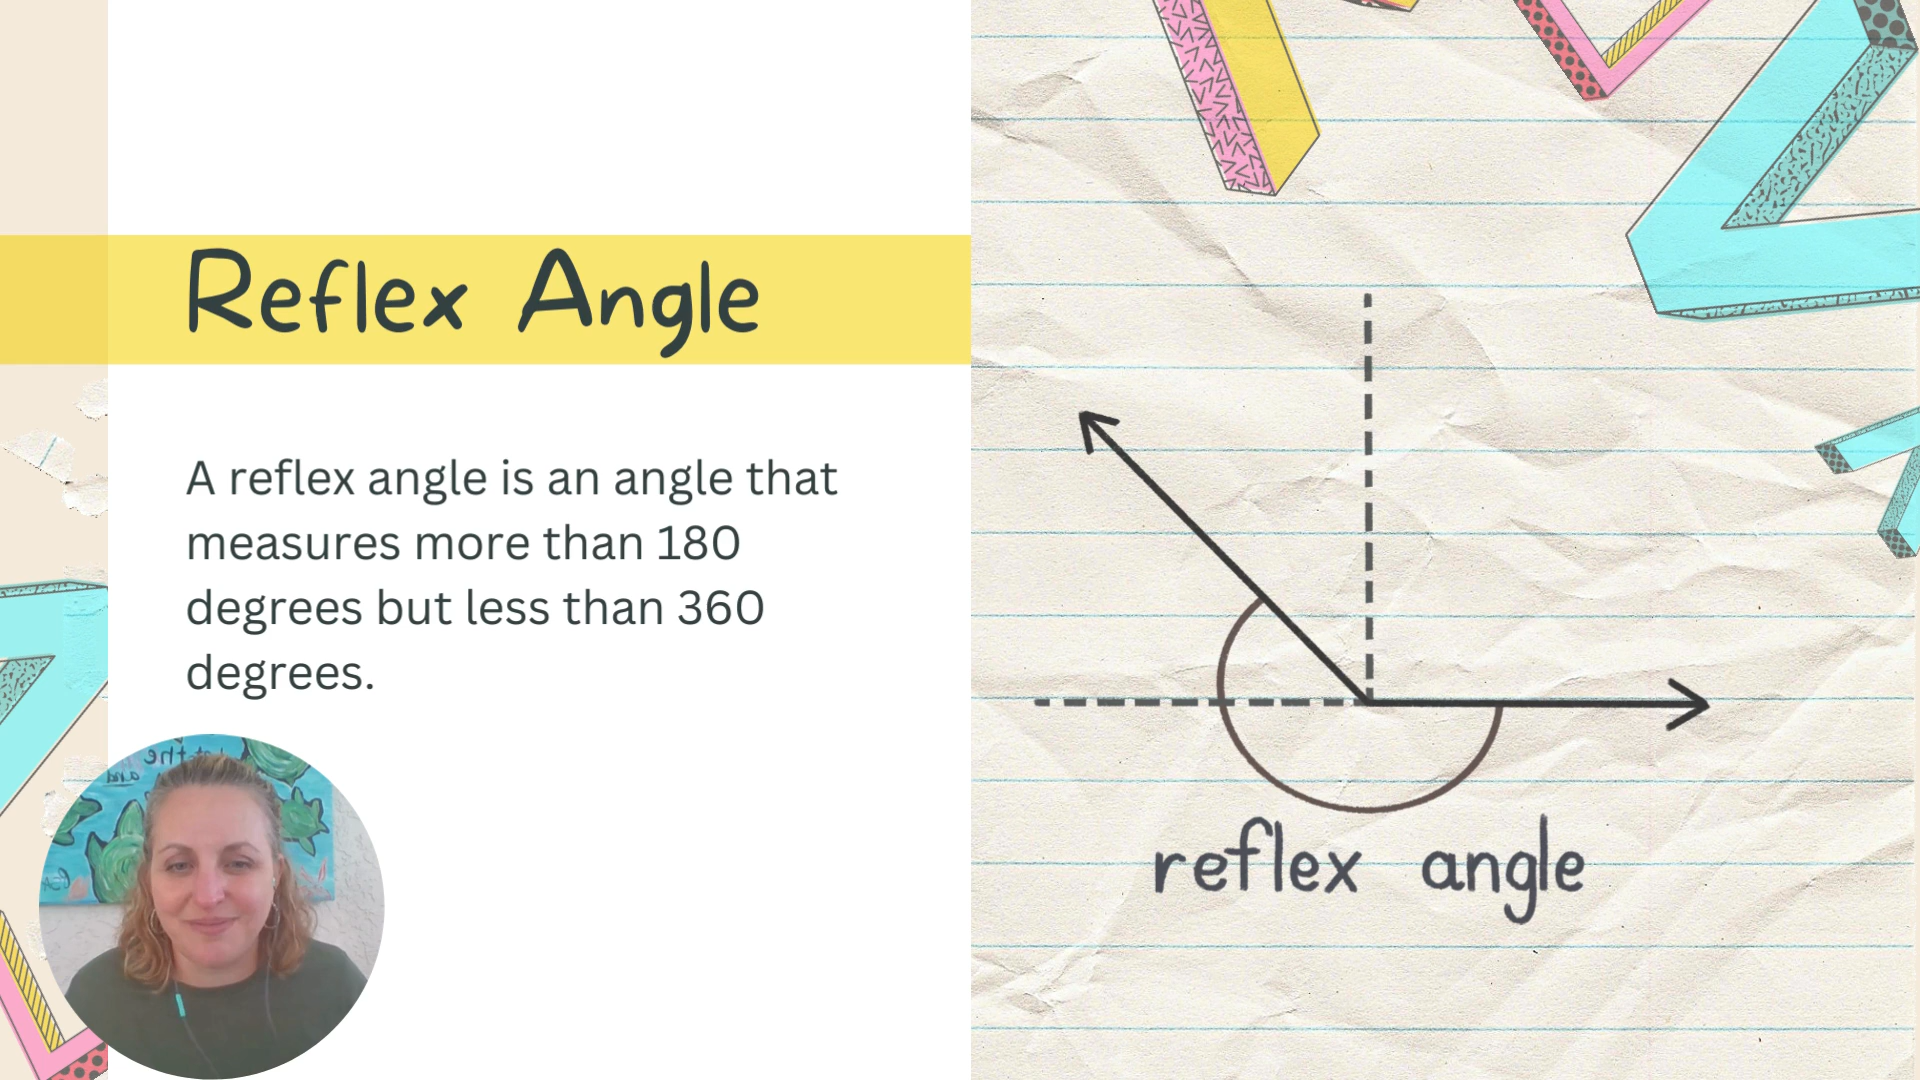 Reflex Angle
A reflex angle is an angle that
measures more than 180
degrees but less than 360
degrees.
reflex angle